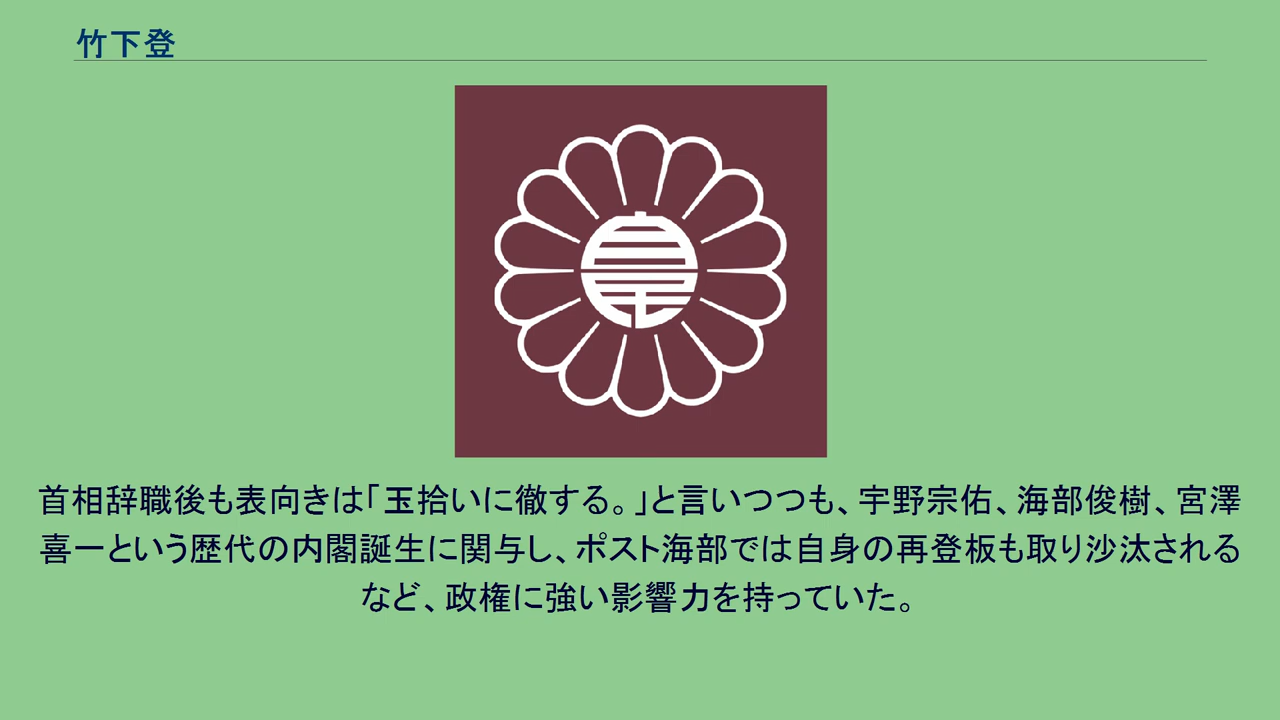 竹下登
首相辞職後も表向きは「玉拾いに徹する。」と言いつつも、宇野宗佑、海部俊樹、宮澤
喜一という歴代の内閣誕生に関与し、ポスト海部では自身の再登板も取り沙汰される
など、政権に強い影響力を持っていた。